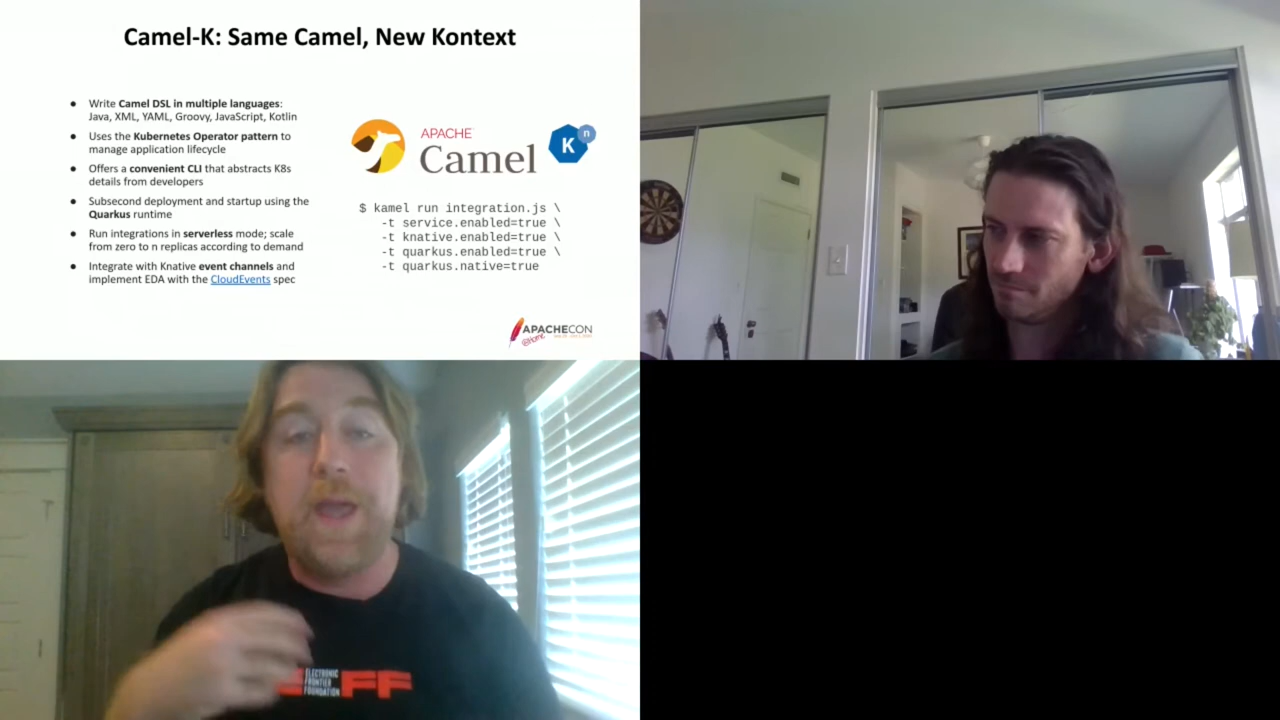 Camel-K: Same Camel, New Kontext
● Write Camel DSL in multiple languages:
Java, XML, YAML, Groovy, JavaScript, Kotlin
● Uses the Kubernetes Operator pattern to
manage application lifecycle
● Offers a convenient CLI that abstracts K8s
details from developers
● Subsecond deployment and startup using the
Quarkus runtime
● Run integrations in serverless mode; scale
from zero to n replicas according to demand
● Integrate with Knative event channels and
implement EDA with the CloudEvents spec
APACHE
Camel
K
n
$ kamel run integration.js \
-t service.enabled=true \
-t knative.enabled=true \
-t quarkus.enabled=true \
-t quarkus.native=true
APACHECON
@home
ELECTRONIC
FRONTIER
FOUNDATION
FF